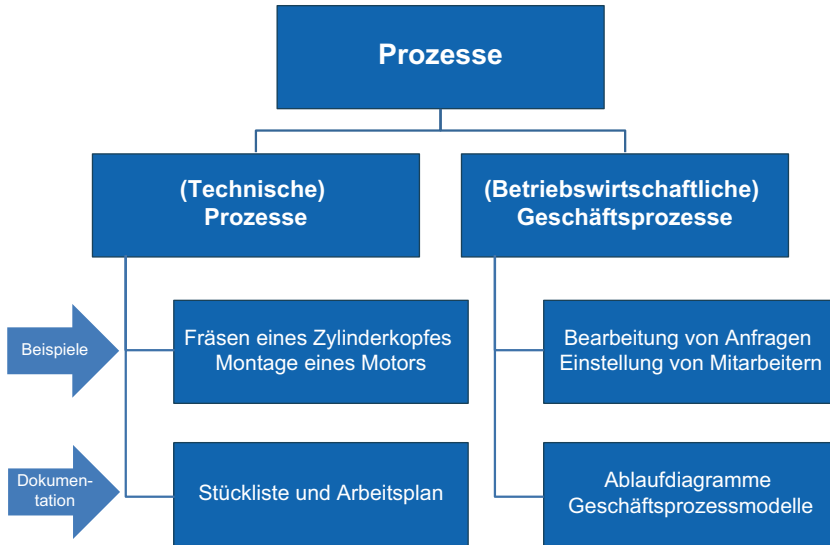 Prozesse
(Technische)
Prozesse
(Betriebswirtschaftliche)
Geschäftsprozesse
Beispiele
Fräsen eines Zylinderkopfes
Montage eines Motors
Bearbeitung von Anfragen
Einstellung von Mitarbeitern
Dokumen-
tation
Stückliste und Arbeitsplan
Ablaufdiagramme
Geschäftsprozessmodelle